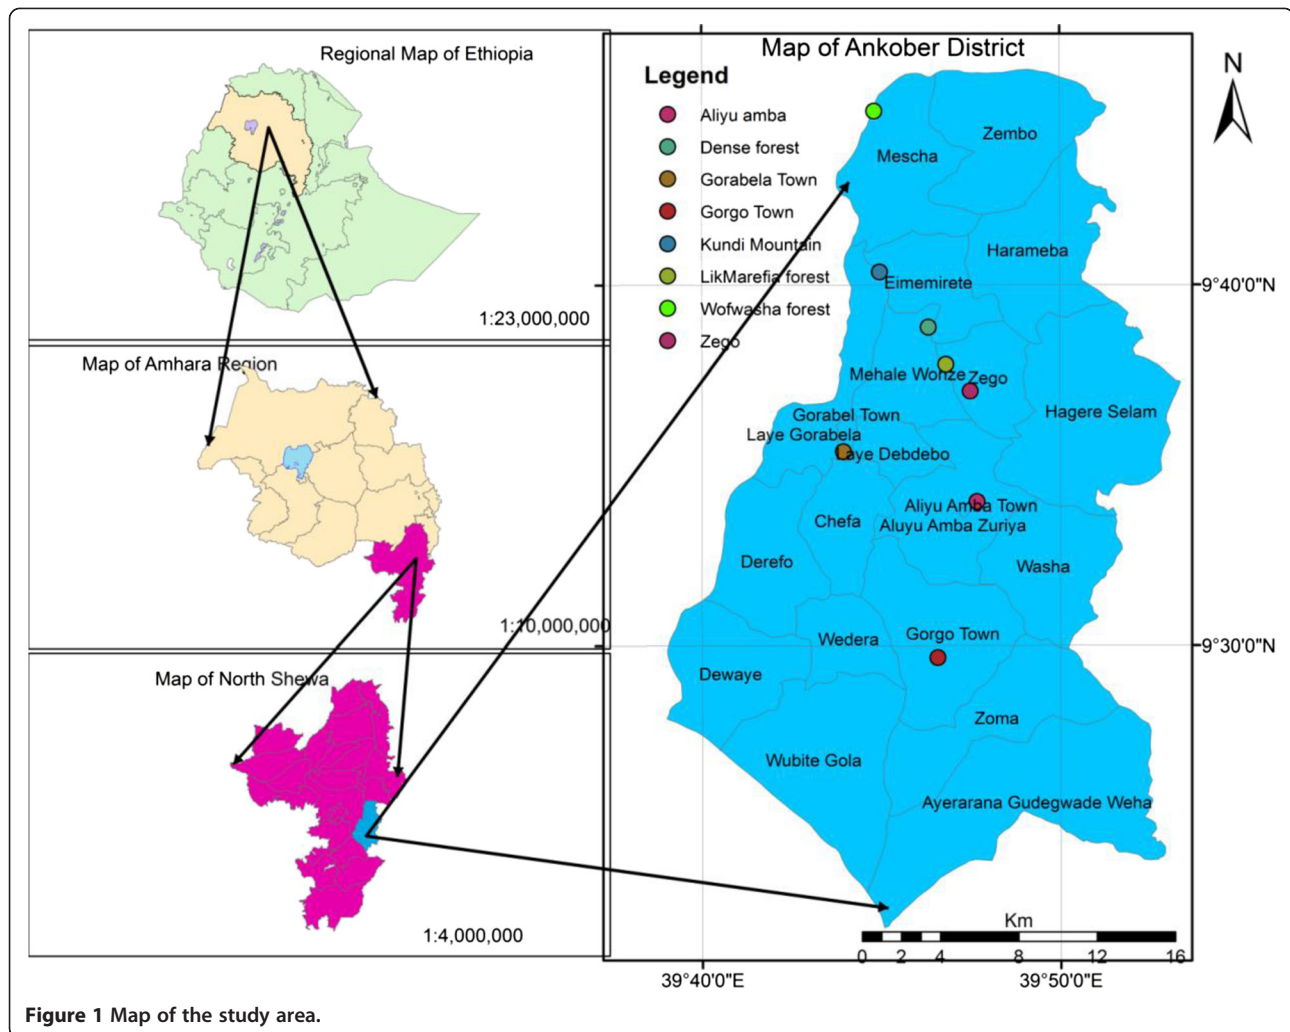 Regional Map of Ethiopia
1:23,000,000
Map of Amhara Region
1:10,000,000
Map of North Shewa
1:4,000,000
Map of Ankober District
Legend
Aliyu amba
Dense forest
Gorabela Town
Gorgo Town
Kundi Mountain
LikMarefia forest
Wofwasha forest
Zego
N
Zembo
Mescha
Harameba
Eimemirete
9°40'0"N
Mehale Wonze
Zego
Hagere Selam
Gorabel Town
Laye Gorabela
Laye Debdebo
Aliyu Amba Town
Chefa
Aluyu Amba Zuriya
Derefo
Washa
Wedera
Gorgo Town
9°30'0"N
Dewaye
Zoma
Wubite Gola
Ayerarana Gudegwade Weha
Km
0 2 4 8 12 16
39°40'0"E
39°50'0"E
Figure 1 Map of the study area.